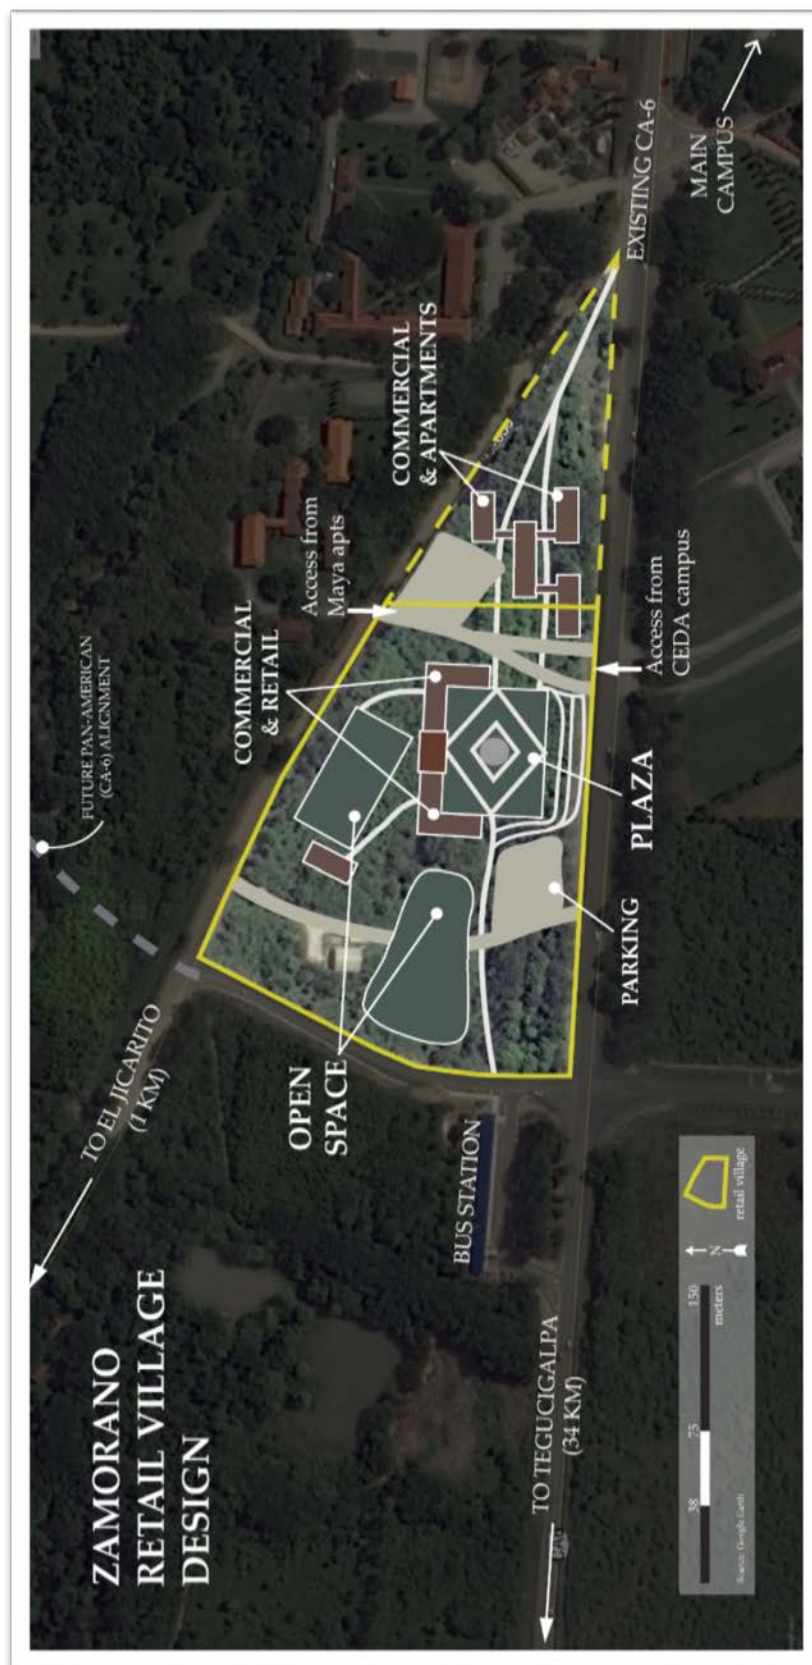 ZAMORANO
RETAIL VILLAGE
DESIGN
TO EL JICARITO
(1 KM)
FUTURE PAN-AMERICAN
(CA-6) ALIGNMENT
OPEN
SPACE
COMMERCIAL
& RETAIL
Access from
Maya apts
COMMERCIAL
& APARTMENTS
BUS STATION
TO TEGUCIGALPA
(34 KM)
PARKING
PLAZA
Access from
CEDA campus
EXISTING CA-6
MAIN
CAMPUS
38
75
150
meters
N
retail village
Source: Google Earth